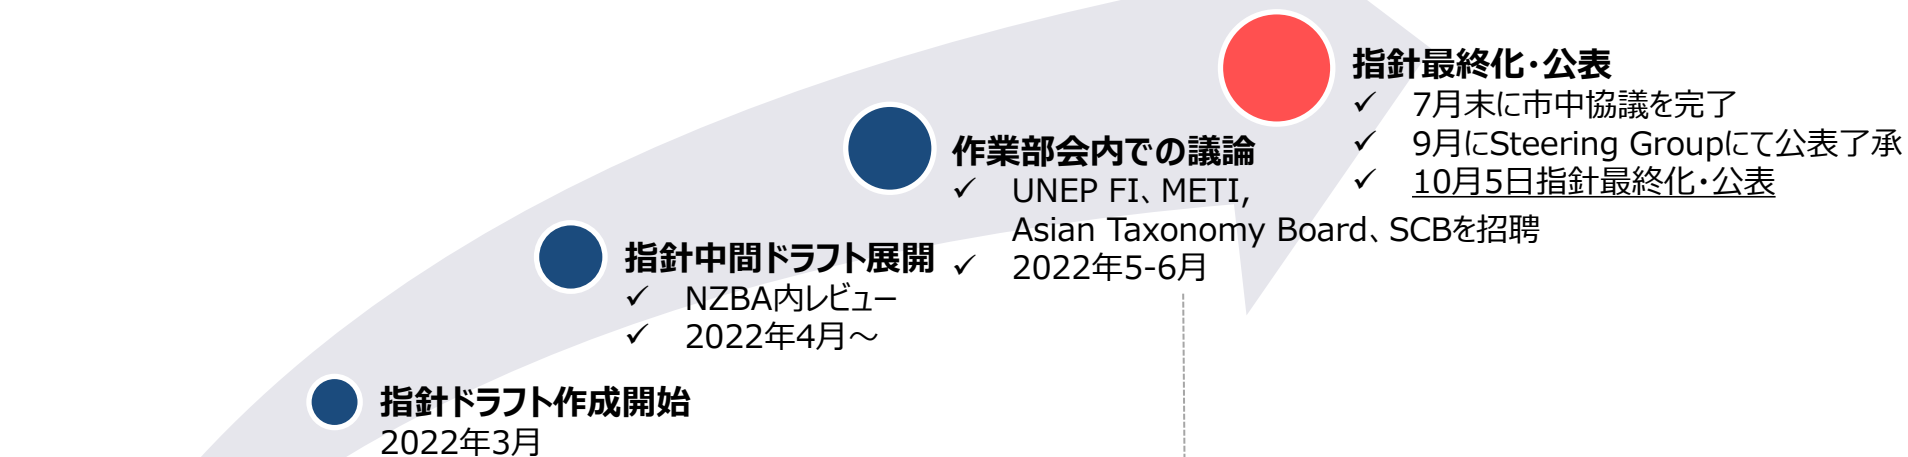 指針最終化・公表
✓ 7月末に市中協議を完了
✓ 9月にSteering Groupにて公表了承
✓ 10月5日指針最終化・公表
作業部会内での議論
✓ UNEP FI、METI,
Asian Taxonomy Board、SCBを招聘
✓ 2022年5-6月
指針中間ドラフト展開
✓ NZBA内レビュー
✓ 2022年4月～
指針ドラフト作成開始
2022年3月